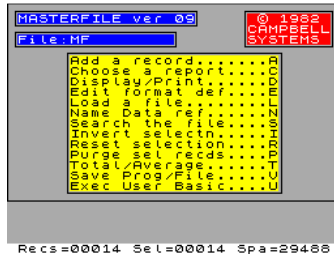 MASTERFILE ver 09
© 1982
CAMPBELL
SYSTEMS
File:MF
Add a record.......A
Choose a report....C
Display/Print......D
Edit format def....E
Load a file........L
Name Data ref......N
Search the file....S
Invert selectn.....I
Reset selection....R
Purge sel recds....P
Total/Average......T
Save Prog/File.....V
Exec User Basic....U
Recs=00014 Sel=00014 Spa=29488